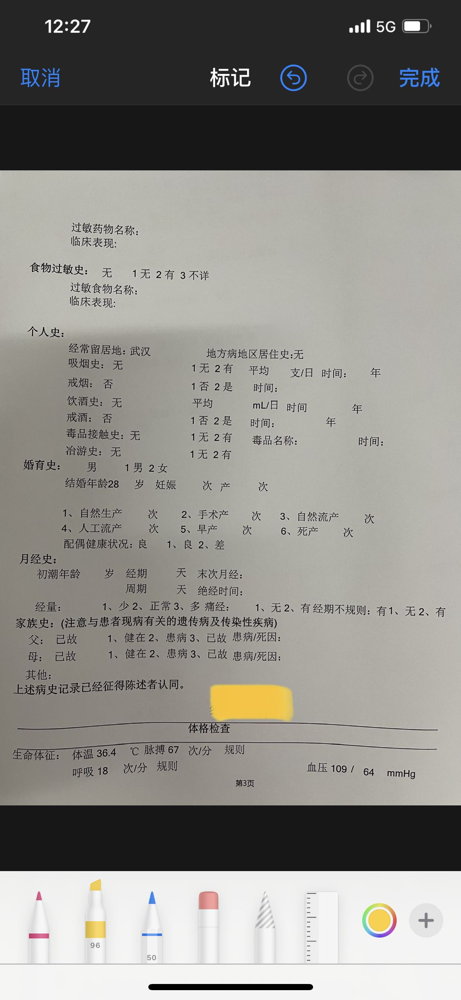 12:27 5G
取消 标记 完成
过敏药物名称：
临床表现：
食物过敏史： 无 1 无 2 有 3 不详
过敏食物名称：
临床表现：
个人史：
经常留居地：武汉 地方病地区居住史:无
吸烟史： 无 1 无 2 有 平均 支/日 时间： 年
戒烟： 否 1 否 2 是 时间：
饮酒史： 无 平均 mL/日 时间 年
戒酒： 否 1 否 2 是 时间： 年
毒品接触史：无 1 无 2 有 毒品名称： 时间：
冶游史： 无 1 无 2 有
婚育史： 男 1 男 2 女
结婚年龄28 岁 妊娠 次 产 次
1、自然生产 次 2、手术产 次 3、自然流产 次
4、人工流产 次 5、早产 次 6、死产 次
配偶健康状况：良 1、良 2、差
月经史：
初潮年龄 岁 经期 天 末次月经：
周期 天 绝经时间：
经量： 1、少 2、正常 3、多 痛经： 1、无 2、有 经期不规则：有 1、无 2、有
家族史：(注意与患者现病有关的遗传病及传染性疾病)
父： 已故 1、健在 2、患病 3、已故 患病/死因：
母： 已故 1、健在 2、患病 3、已故 患病/死因：
其他：
上述病史记录已经征得陈述者认同。
体格检查
生命体征： 体温 36.4 ℃ 脉搏 67 次/分 规则
呼吸 18 次/分 规则 血压 109 / 64 mmHg
第3页
96
50